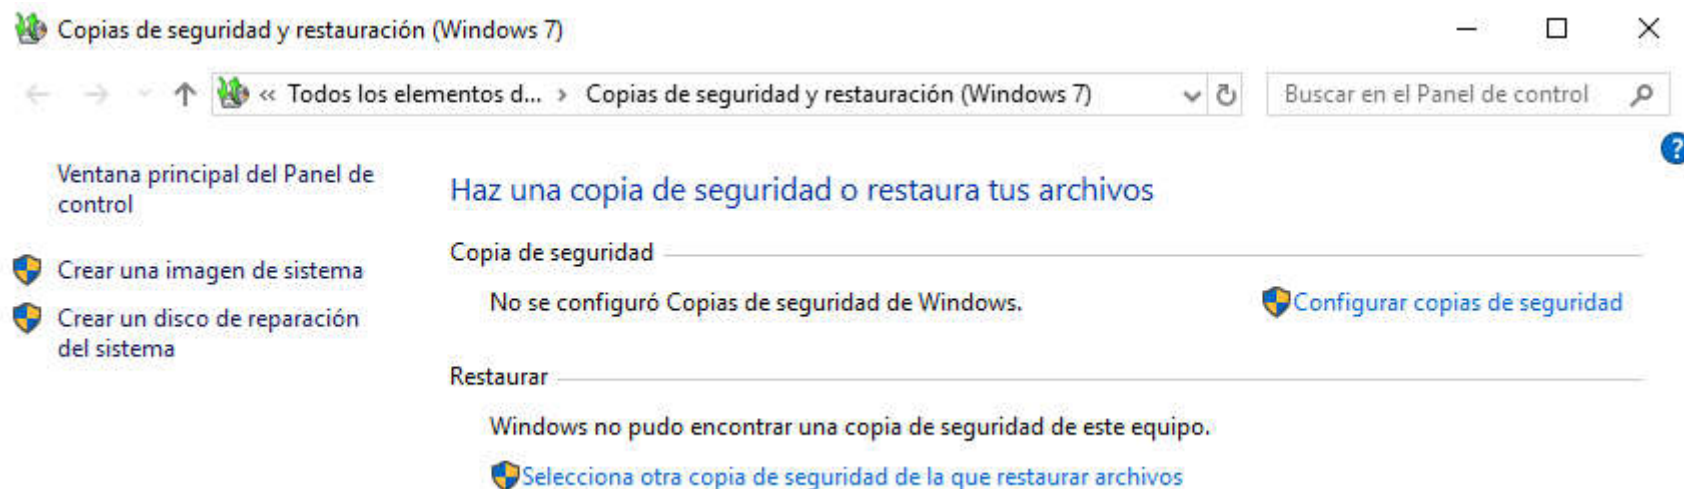 Copias de seguridad y restauración (Windows 7)
« Todos los elementos d... › Copias de seguridad y restauración (Windows 7)
Buscar en el Panel de control
?
Ventana principal del Panel de
control
Crear una imagen de sistema
Crear un disco de reparación
del sistema
Haz una copia de seguridad o restaura tus archivos
Copia de seguridad
No se configuró Copias de seguridad de Windows.
Configurar copias de seguridad
Restaurar
Windows no pudo encontrar una copia de seguridad de este equipo.
Selecciona otra copia de seguridad de la que restaurar archivos